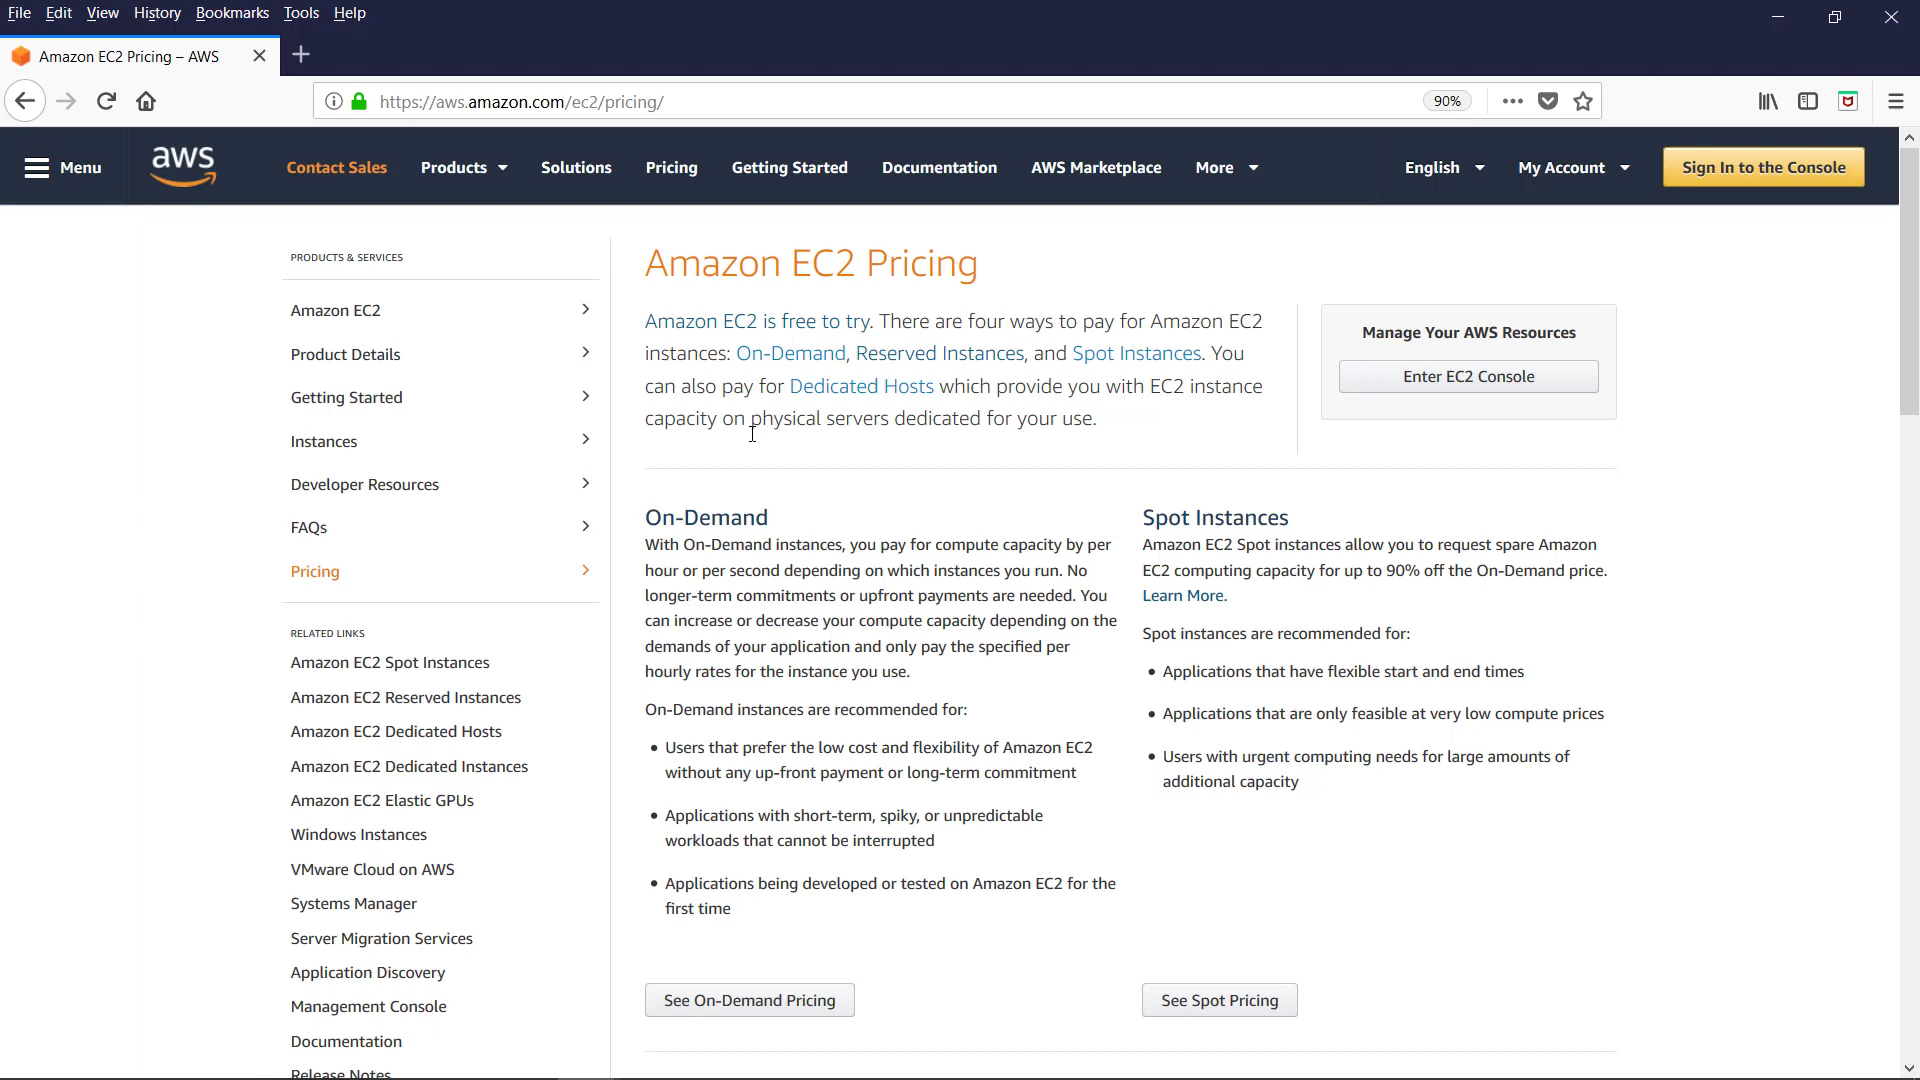 File Edit View History Bookmarks Tools Help
Amazon EC2 Pricing – AWS
https://aws.amazon.com/ec2/pricing/ 90%
Menu aws Contact Sales Products Solutions Pricing Getting Started Documentation AWS Marketplace More English My Account Sign In to the Console
PRODUCTS & SERVICES
Amazon EC2
Product Details
Getting Started
Instances
Developer Resources
FAQs
Pricing
RELATED LINKS
Amazon EC2 Spot Instances
Amazon EC2 Reserved Instances
Amazon EC2 Dedicated Hosts
Amazon EC2 Dedicated Instances
Amazon EC2 Elastic GPUs
Windows Instances
VMware Cloud on AWS
Systems Manager
Server Migration Services
Application Discovery
Management Console
Documentation
Release Notes
Amazon EC2 Pricing
Amazon EC2 is free to try. There are four ways to pay for Amazon EC2
instances: On-Demand, Reserved Instances, and Spot Instances. You
can also pay for Dedicated Hosts which provide you with EC2 instance
capacity on physical servers dedicated for your use.
Manage Your AWS Resources
Enter EC2 Console
On-Demand
With On-Demand instances, you pay for compute capacity by per
hour or per second depending on which instances you run. No
longer-term commitments or upfront payments are needed. You
can increase or decrease your compute capacity depending on the
demands of your application and only pay the specified per
hourly rates for the instance you use.
On-Demand instances are recommended for:
• Users that prefer the low cost and flexibility of Amazon EC2
without any up-front payment or long-term commitment
• Applications with short-term, spiky, or unpredictable
workloads that cannot be interrupted
• Applications being developed or tested on Amazon EC2 for the
first time
See On-Demand Pricing
Spot Instances
Amazon EC2 Spot instances allow you to request spare Amazon
EC2 computing capacity for up to 90% off the On-Demand price.
Learn More.
Spot instances are recommended for:
• Applications that have flexible start and end times
• Applications that are only feasible at very low compute prices
• Users with urgent computing needs for large amounts of
additional capacity
See Spot Pricing